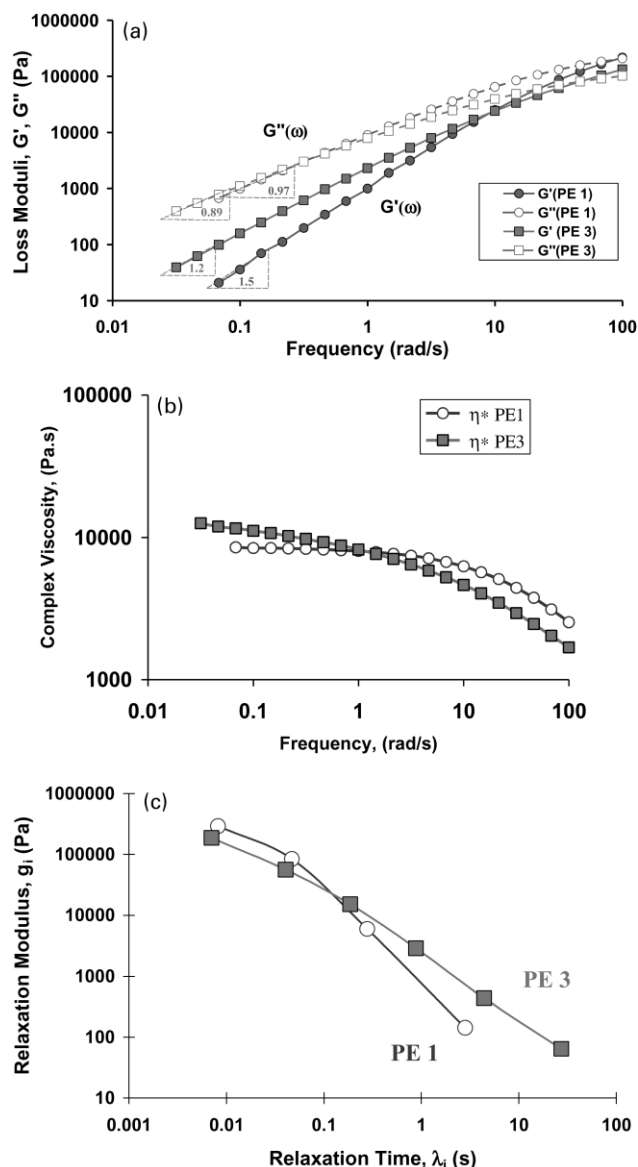 (a)
Loss Moduli, G', G" (Pa)
1000000
100000
10000
1000
100
10
G"(ω)
G'(ω)
0.89
0.97
1.2
1.5
G'(PE 1)
G"(PE 1)
G' (PE 3)
G"(PE 3)
0.01
0.1
1
10
100
Frequency (rad/s)
(b)
Complex Viscosity, (Pa.s)
100000
10000
1000
η* PE1
η* PE3
0.01
0.1
1
10
100
Frequency, (rad/s)
(c)
Relaxation Modulus, gᵢ (Pa)
1000000
100000
10000
1000
100
10
PE 3
PE 1
0.001
0.01
0.1
1
10
100
Relaxation Time, λᵢ (s)